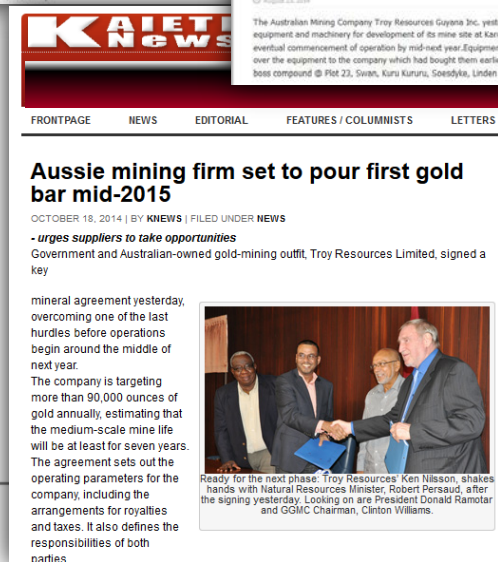 August 23, 2014
The Australian Mining Company Troy Resources Guyana Inc, yest
equipment and machinery for development of its mine site at Kar
eventual commencement of operation by mid-next year.Equipme
over the equipment to the company which had bought them earlie
boss compound @ Plot 23, Swan, Kuru Kururu, Soesdyke, Linden
KAIETE
NEWS
FRONTPAGE NEWS EDITORIAL FEATURES / COLUMNISTS LETTERS
Aussie mining firm set to pour first gold
bar mid-2015
OCTOBER 18, 2014 | BY KNEWS | FILED UNDER NEWS
- urges suppliers to take opportunities
Government and Australian-owned gold-mining outfit, Troy Resources Limited, signed a
key
mineral agreement yesterday,
overcoming one of the last
hurdles before operations
begin around the middle of
next year.
The company is targeting
more than 90,000 ounces of
gold annually, estimating that
the medium-scale mine life
will be at least for seven years.
The agreement sets out the
operating parameters for the
company, including the
arrangements for royalties
and taxes. It also defines the
responsibilities of both
parties
Ready for the next phase: Troy Resources' Ken Nilsson, shakes
hands with Natural Resources Minister, Robert Persaud, after
the signing yesterday. Looking on are President Donald Ramotar
and GGMC Chairman, Clinton Williams.